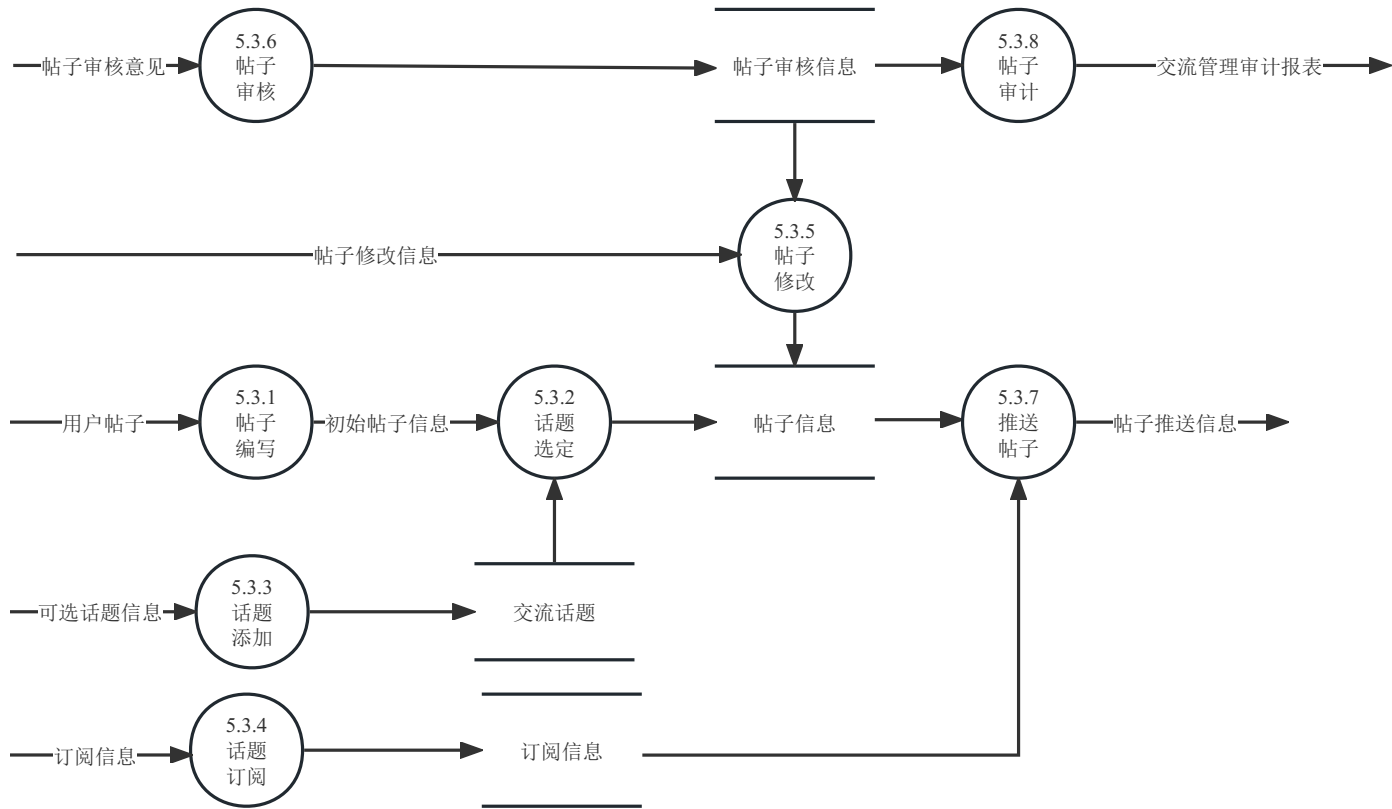 帖子审核意见
5.3.6
帖子
审核
帖子审核信息
5.3.8
帖子
审计
交流管理审计报表
帖子修改信息
5.3.5
帖子
修改
用户帖子
5.3.1
帖子
编写
初始帖子信息
5.3.2
话题
选定
帖子信息
5.3.7
推送
帖子
帖子推送信息
可选话题信息
5.3.3
话题
添加
交流话题
订阅信息
5.3.4
话题
订阅
订阅信息